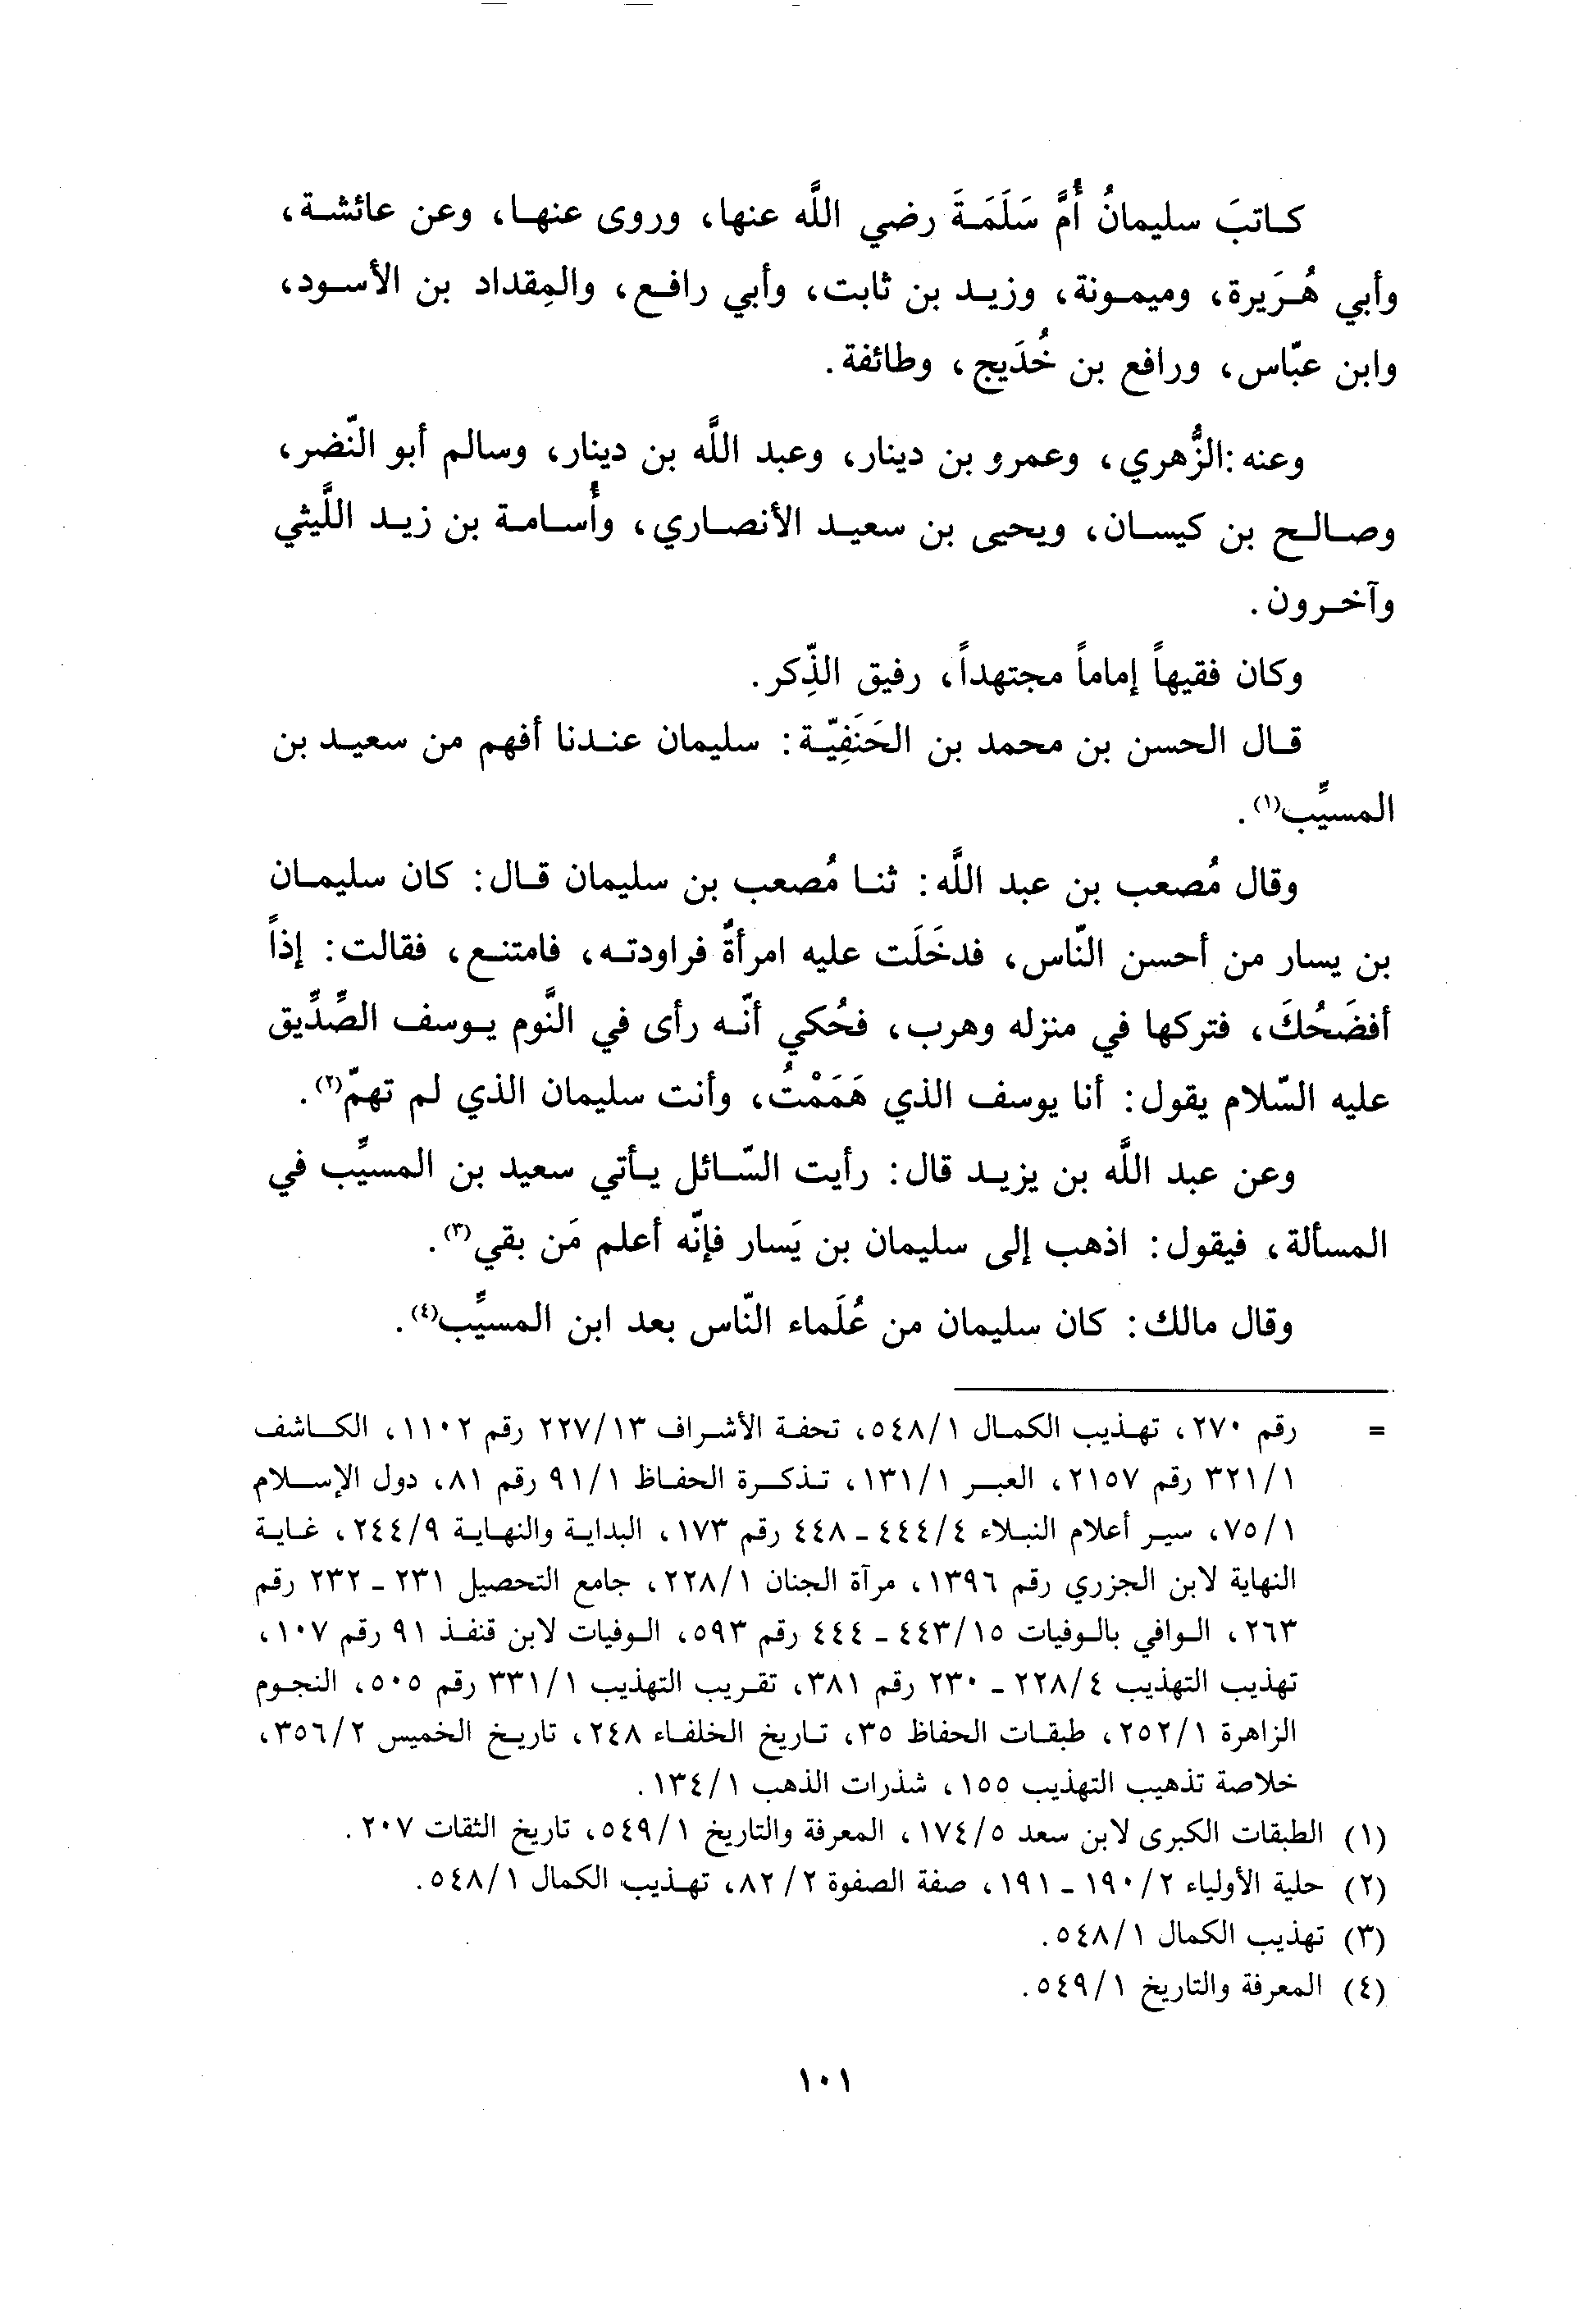 كاتبَ سليمانُ أُمَّ سَلَمَةَ رضي اللَّه عنها، وروى عنها، وعن عائشة،
وأبي هُرَيرة، وميمونة، وزيد بن ثابت، وأبي رافع، والمِقداد بن الأسود،
وابن عبّاس، ورافع بن خُدَيج، وطائفة.
وعنه: الزُّهري، وعمرو بن دينار، وعبد اللَّه بن دينار، وسالم أبو النّضر،
وصالح بن كيسان، ويحيى بن سعيد الأنصاري، وأُسامة بن زيد اللَّيثي
وآخرون.
وكان فقيهاً إماماً مجتهداً، رفيق الذِّكر.
قال الحسن بن محمد بن الحَنَفِيّة: سليمان عندنا أفهم من سعيد بن
المسيِّب(١).
وقال مُصعب بن عبد اللَّه: ثنا مُصعب بن سليمان قال: كان سليمان
بن يسار من أحسن النّاس، فدخَلَت عليه امرأةٌ فراودته، فامتنع، فقالت: إذاً
أفضَحُكَ، فتركها في منزله وهرب، فحُكي أنّه رأى في النَّوم يوسف الصِّدِّيق
عليه السّلام يقول: أنا يوسف الذي هَمَمْتُ، وأنت سليمان الذي لم تهمّ(٢).
وعن عبد اللَّه بن يزيد قال: رأيت السّائل يأتي سعيد بن المسيِّب في
المسألة، فيقول: اذهب إلى سليمان بن يَسار فإنّه أعلم مَن بقي(٣).
وقال مالك: كان سليمان من عُلَماء النّاس بعد ابن المسيِّب(٤).
= رقم ٢٧٠، تهذيب الكمال ٥٤٨/١، تحفة الأشراف ٢٢٧/١٣ رقم ١١٠٢، الكاشف
٣٢١/١ رقم ٢١٥٧، العبر ١٣١/١، تذكرة الحفاظ ٩١/١ رقم ٨١، دول الإسلام
٧٥/١، سير أعلام النبلاء ٤٤٤/٤ - ٤٤٨ رقم ١٧٣، البداية والنهاية ٢٤٤/٩، غاية
النهاية لابن الجزري رقم ١٣٩٦، مرآة الجنان ٢٢٨/١، جامع التحصيل ٢٣١ - ٢٣٢ رقم
٢٦٣، الوافي بالوفيات ٤٤٣/١٥ - ٤٤٤ رقم ٥٩٣، الوفيات لابن قنفذ ٩١ رقم ١٠٧،
تهذيب التهذيب ٢٢٨/٤ - ٢٣٠ رقم ٣٨١، تقريب التهذيب ٣٣١/١ رقم ٥٠٥، النجوم
الزاهرة ٢٥٢/١، طبقات الحفاظ ٣٥، تاريخ الخلفاء ٢٤٨، تاريخ الخميس ٣٥٦/٢،
خلاصة تذهيب التهذيب ١٥٥، شذرات الذهب ١٣٤/١.
(١) الطبقات الكبرى لابن سعد ١٧٤/٥، المعرفة والتاريخ ٥٤٩/١، تاريخ الثقات ٢٠٧.
(٢) حلية الأولياء ١٩٠/٢ - ١٩١، صفة الصفوة ٨٢/٢، تهذيب الكمال ٥٤٨/١.
(٣) تهذيب الكمال ٥٤٨/١.
(٤) المعرفة والتاريخ ٥٤٩/١.
١٠١